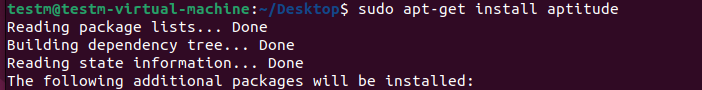 testm@testm-virtual-machine:~/Desktop$ sudo apt-get install aptitude
Reading package lists... Done
Building dependency tree... Done
Reading state information... Done
The following additional packages will be installed: